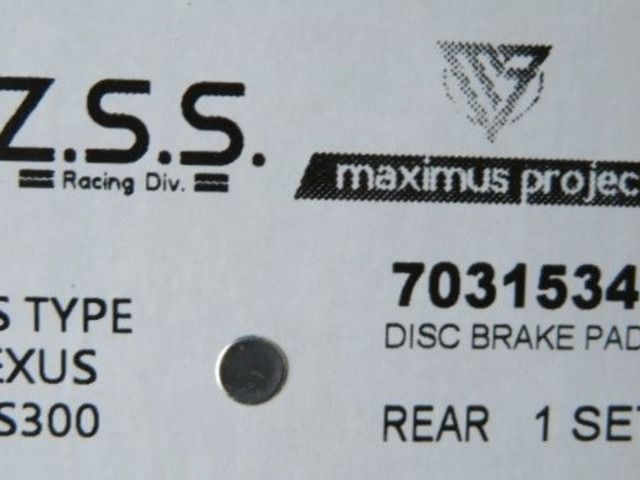 Z.S.S.
Racing Div.
maximus projec
7031534
DISC BRAKE PAD
S TYPE
EXUS
S300
REAR 1 SET